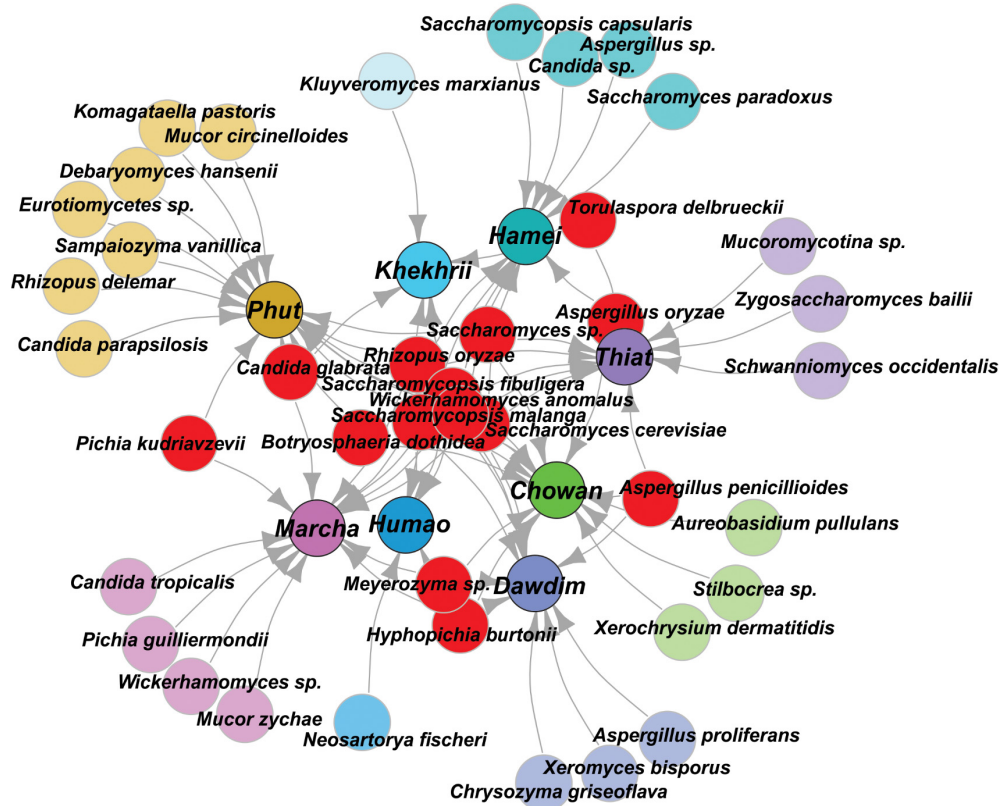 Saccharomycopsis capsularis
Aspergillus sp.
Candida sp.
Kluyveromyces marxianus
Saccharomyces paradoxus
Komagataella pastoris
Mucor circinelloides
Debaryomyces hansenii
Eurotiomycetes sp.
Torulaspora delbrueckii
Hamei
Mucoromycotina sp.
Sampaiozyma vanillica
Khekhrii
Rhizopus delemar
Zygosaccharomyces bailii
Phut
Aspergillus oryzae
Saccharomyces sp.
Candida parapsilosis
Rhizopus oryzae
Thiat
Candida glabrata
Schwanniomyces occidentalis
Saccharomycopsis fibuligera
Wickerhamomyces anomalus
Saccharomycopsis malanga
Saccharomyces cerevisiae
Pichia kudriavzevii
Botryosphaeria dothidea
Chowan
Aspergillus penicillioides
Marcha
Humao
Aureobasidium pullulans
Candida tropicalis
Meyerozyma sp.
Dawdim
Stilbocrea sp.
Xerochrysium dermatitidis
Pichia guilliermondii
Hyphopichia burtonii
Wickerhamomyces sp.
Mucor zychae
Neosartorya fischeri
Aspergillus proliferans
Xeromyces bisporus
Chrysozyma griseoflava